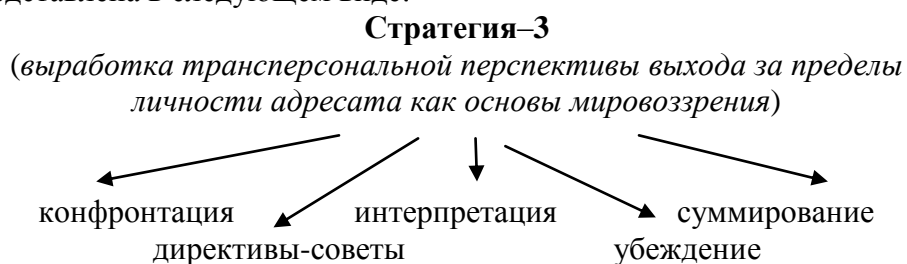 Стратегия–3
(выработка трансперсональной перспективы выхода за пределы
личности адресата как основы мировоззрения)
конфронтация интерпретация суммирование
директивы-советы убеждение